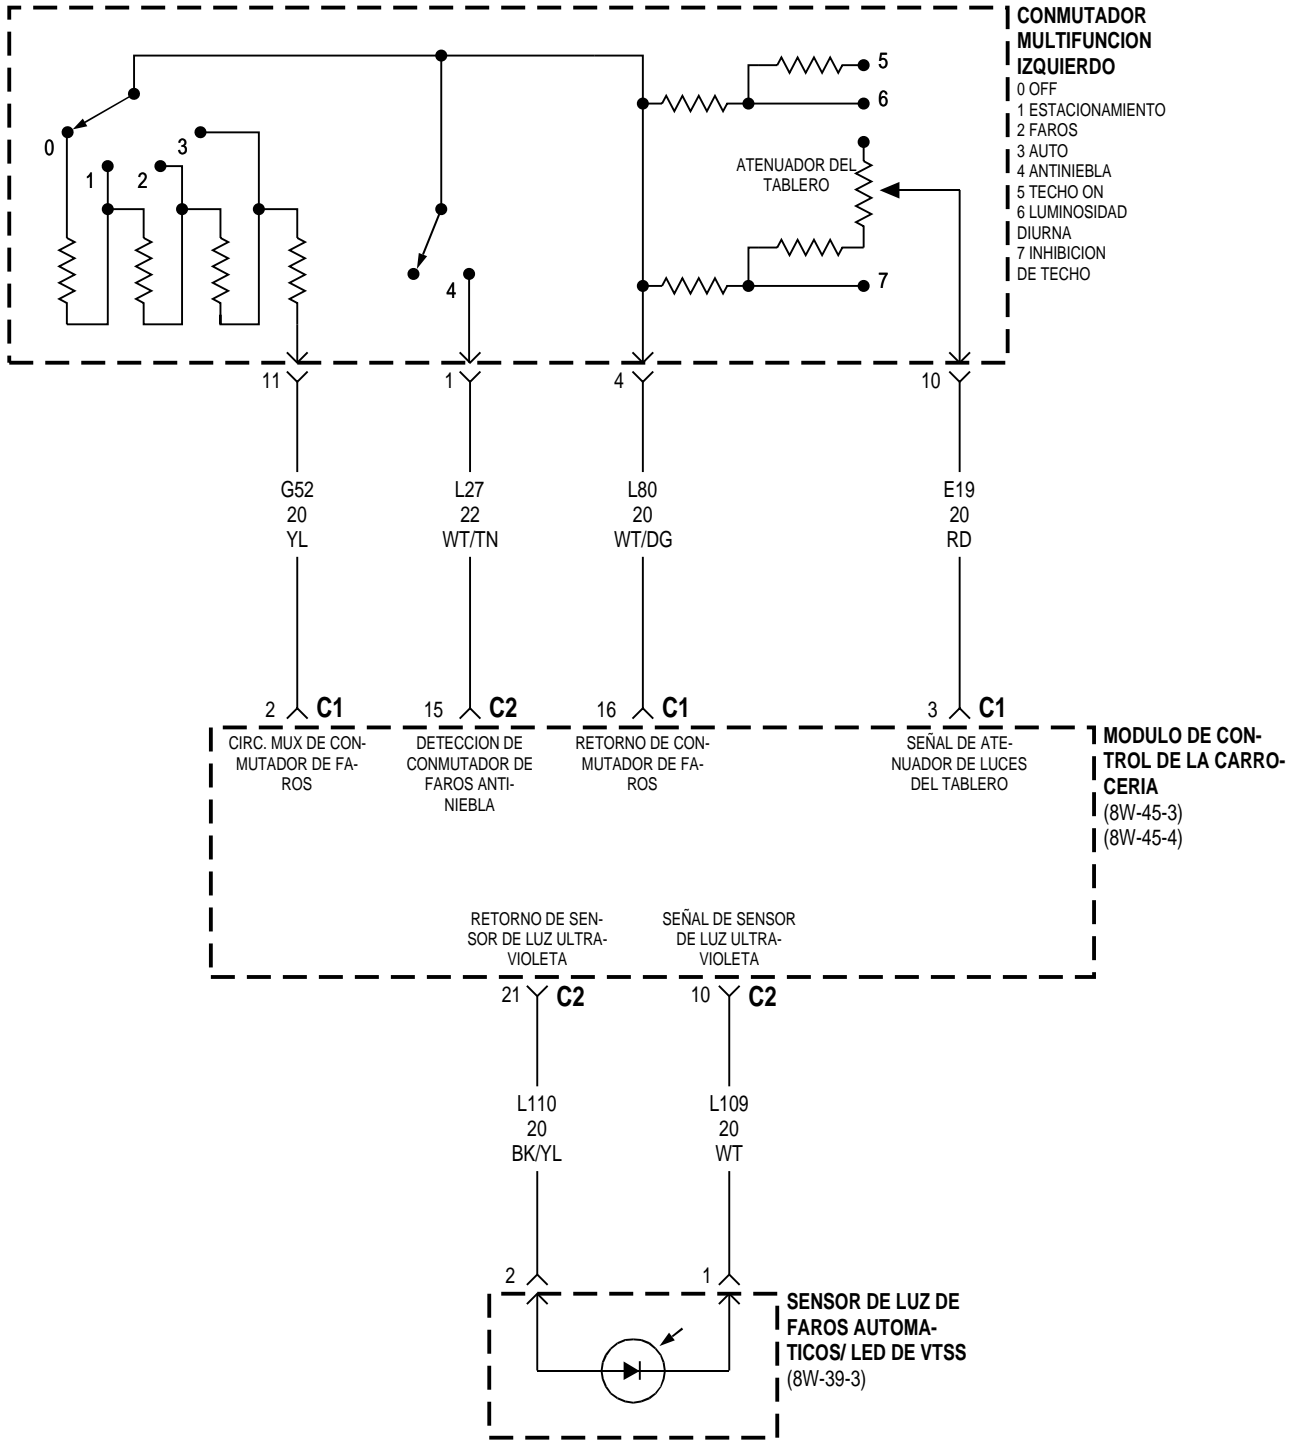 CONMUTADOR
MULTIFUNCION
IZQUIERDO
0 OFF
1 ESTACIONAMIENTO
2 FAROS
3 AUTO
4 ANTINIEBLA
5 TECHO ON
6 LUMINOSIDAD
DIURNA
7 INHIBICION
DE TECHO
5
6
0
3
1
2
ATENUADOR DEL
TABLERO
4
7
11
1
4
10
G52
20
YL
L27
22
WT/TN
L80
20
WT/DG
E19
20
RD
2 C1
15 C2
16 C1
3 C1
CIRC. MUX DE CON-
MUTADOR DE FA-
ROS
DETECCION DE
CONMUTADOR DE
FAROS ANTI-
NIEBLA
RETORNO DE CON-
MUTADOR DE FA-
ROS
SEÑAL DE ATE-
NUADOR DE LUCES
DEL TABLERO
MODULO DE CON-
TROL DE LA CARRO-
CERIA
(8W-45-3)
(8W-45-4)
RETORNO DE SEN-
SOR DE LUZ ULTRA-
VIOLETA
SEÑAL DE SENSOR
DE LUZ ULTRA-
VIOLETA
21 C2
10 C2
L110
20
BK/YL
L109
20
WT
2
1
SENSOR DE LUZ DE
FAROS AUTOMA-
TICOS/ LED DE VTSS
(8W-39-3)